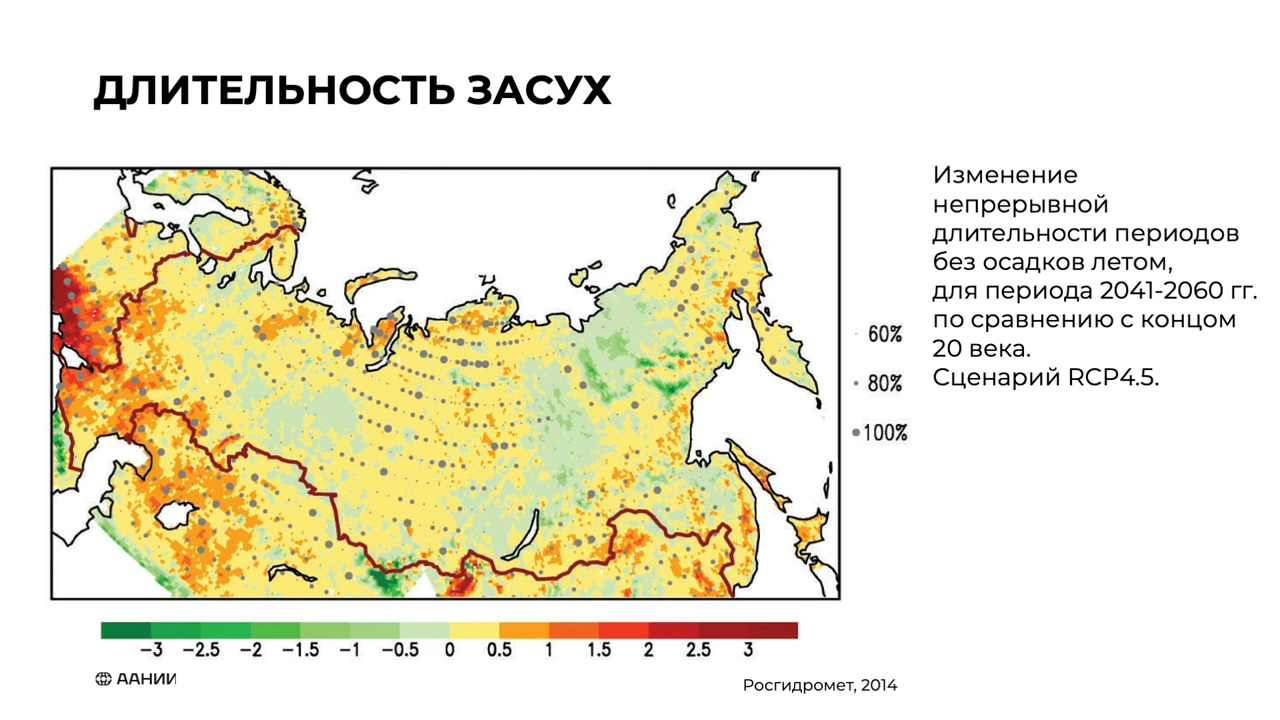 ДЛИТЕЛЬНОСТЬ ЗАСУХ
Изменение
непрерывной
длительности периодов
без осадков летом,
для периода 2041-2060 гг.
по сравнению с концом
20 века.
Сценарий RCP4.5.
60%
80%
100%
−3 −2.5 −2 −1.5 −1 −0.5 0 0.5 1 1.5 2 2.5 3
ААНИИ
Росгидромет, 2014